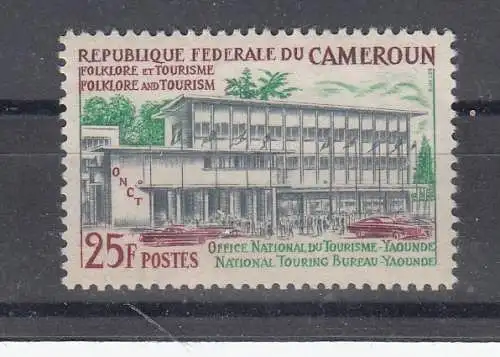 REPUBLIQUE FEDERALE DU CAMEROUN
FOLKLORE ET TOURISME
FOLKLORE AND TOURISM
ONCT
OFFICE NATIONAL DU TOURISME-YAOUNDE
25F POSTES
NATIONAL TOURING BUREAU-YAOUNDE